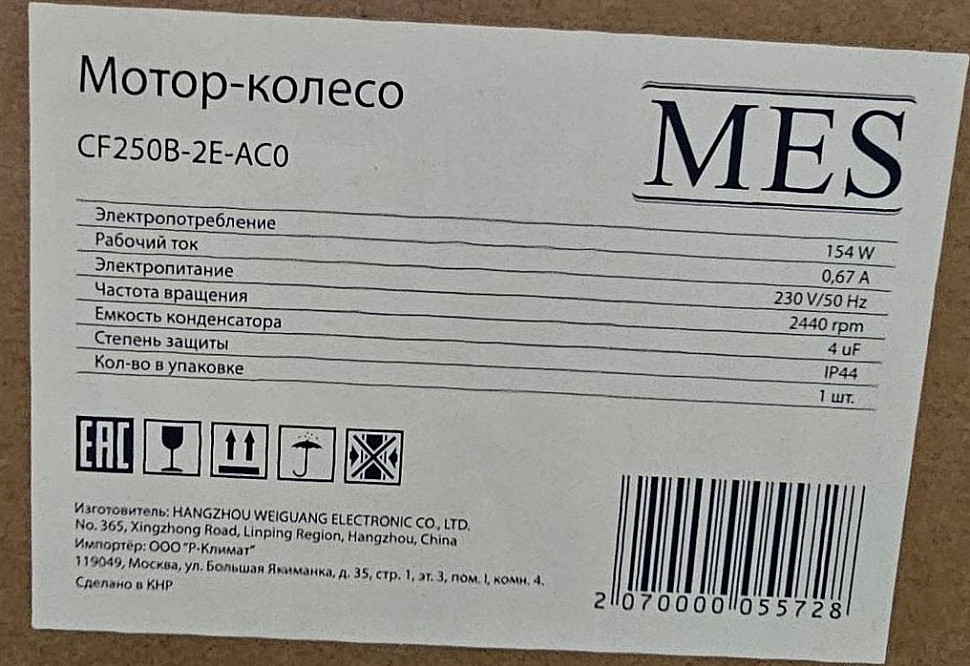 Мотор-колесо
MES
CF250B-2E-AC0
Электропотребление 154 W
Рабочий ток 0,67 A
Электропитание 230 V/50 Hz
Частота вращения 2440 rpm
Емкость конденсатора 4 uF
Степень защиты IP44
Кол-во в упаковке 1 шт.
EAC
Изготовитель: HANGZHOU WEIGUANG ELECTRONIC CO., LTD.
No. 365, Xingzhong Road, Linping Region, Hangzhou, China
Импортёр: ООО "Р-Климат"
119049, Москва, ул. Большая Якиманка, д. 35, стр. 1, эт. 3, пом. I, комн. 4.
Сделано в КНР
2 070000 055728